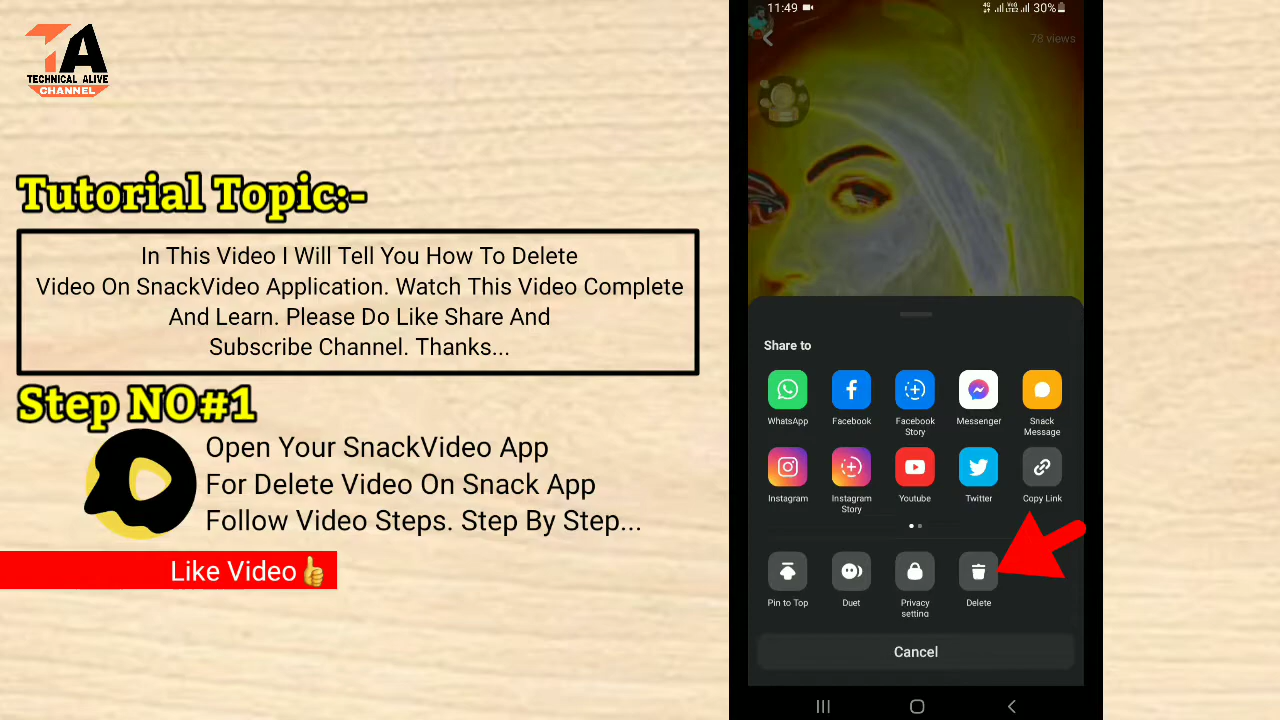 TA
TECHNICAL ALIVE
CHANNEL
Tutorial Topic:-
In This Video I Will Tell You How To Delete
Video On SnackVideo Application. Watch This Video Complete
And Learn. Please Do Like Share And
Subscribe Channel. Thanks...
Step NO#1
Open Your SnackVideo App
For Delete Video On Snack App
Follow Video Steps. Step By Step...
Like Video👍
11:49
4G
30%
78 views
Share to
WhatsApp
Facebook
Facebook
Story
Messenger
Snack
Message
Instagram
Instagram
Story
Youtube
Twitter
Copy Link
Pin to Top
Duet
Privacy
setting
Delete
Cancel